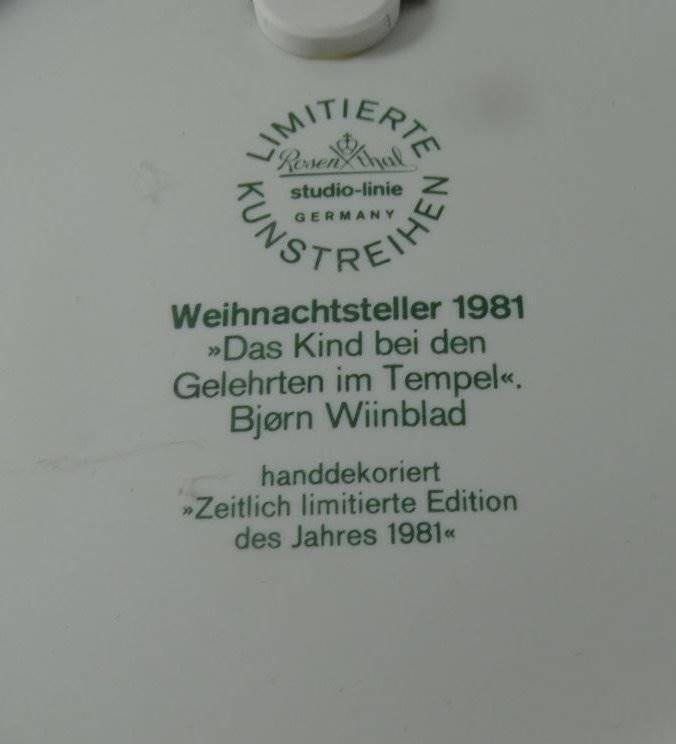 LIMITIERTE
Rosenthal
studio-linie
GERMANY
KUNSTREIHEN
Weihnachtsteller 1981
»Das Kind bei den
Gelehrten im Tempel«.
Bjørn Wiinblad
handdekoriert
»Zeitlich limitierte Edition
des Jahres 1981«